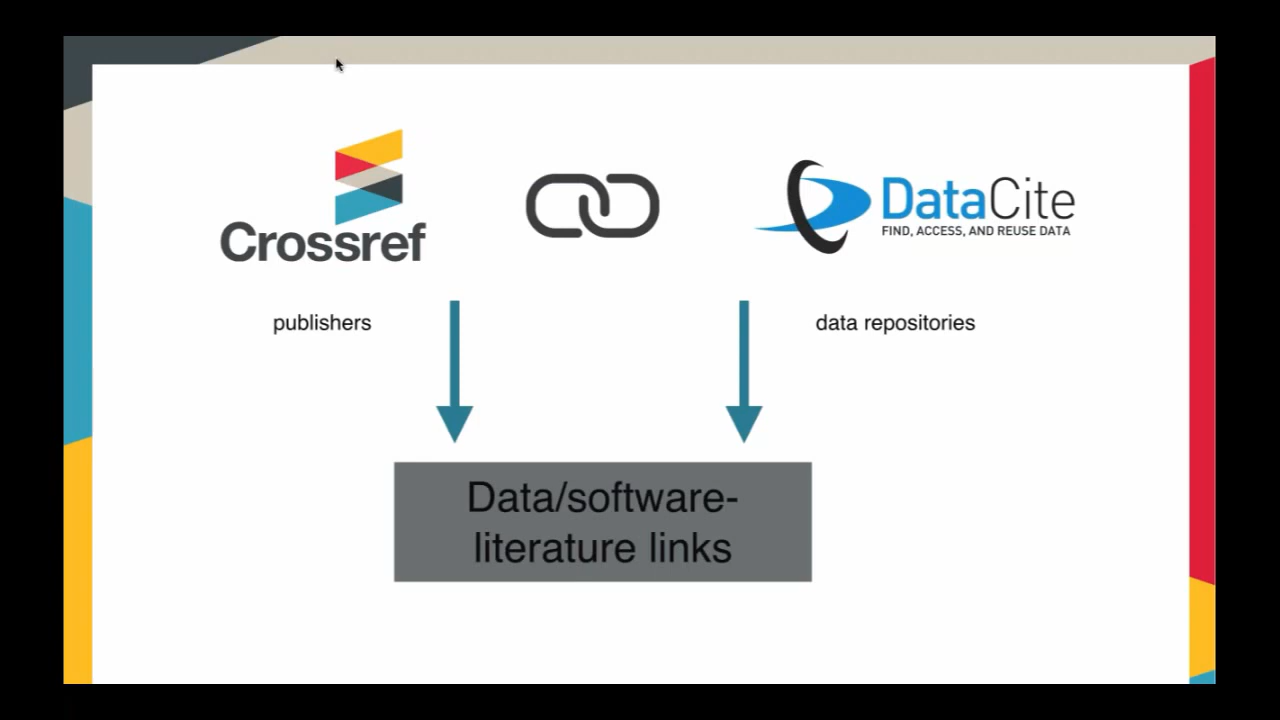 Crossref
DataCite
FIND, ACCESS, AND REUSE DATA
publishers
data repositories
Data/software-
literature links